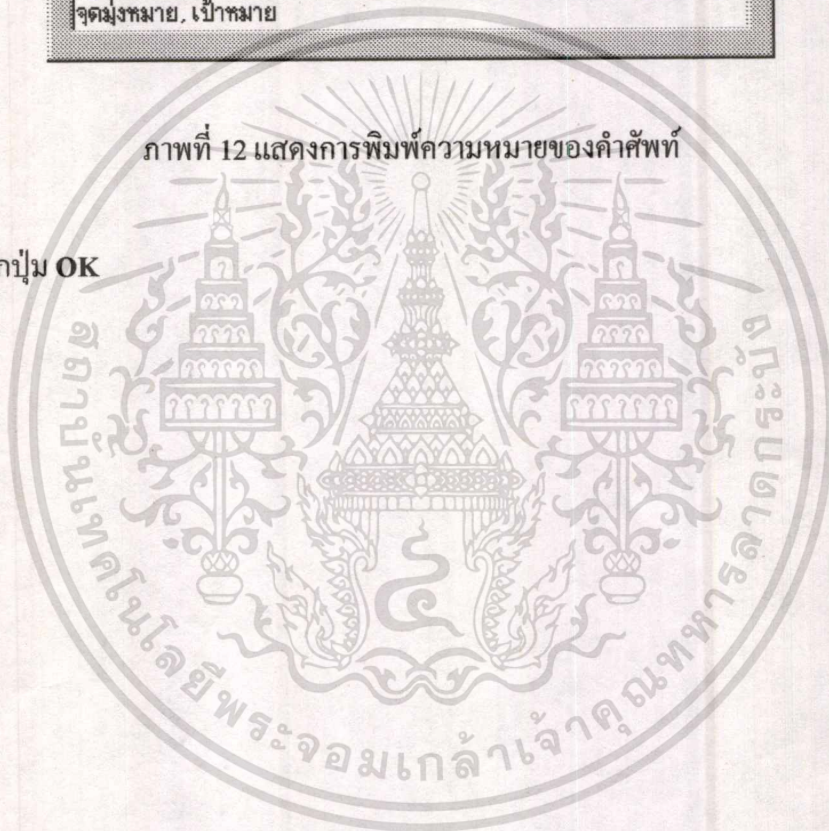 จุดมุ่งหมาย, เป้าหมาย
ภาพที่ 12 แสดงการพิมพ์ความหมายของคำศัพท์
กปุ่ม OK
สถาบันเทคโนโลยีพระจอมเกล้าเจ้าคุณทหารลาดกระบัง